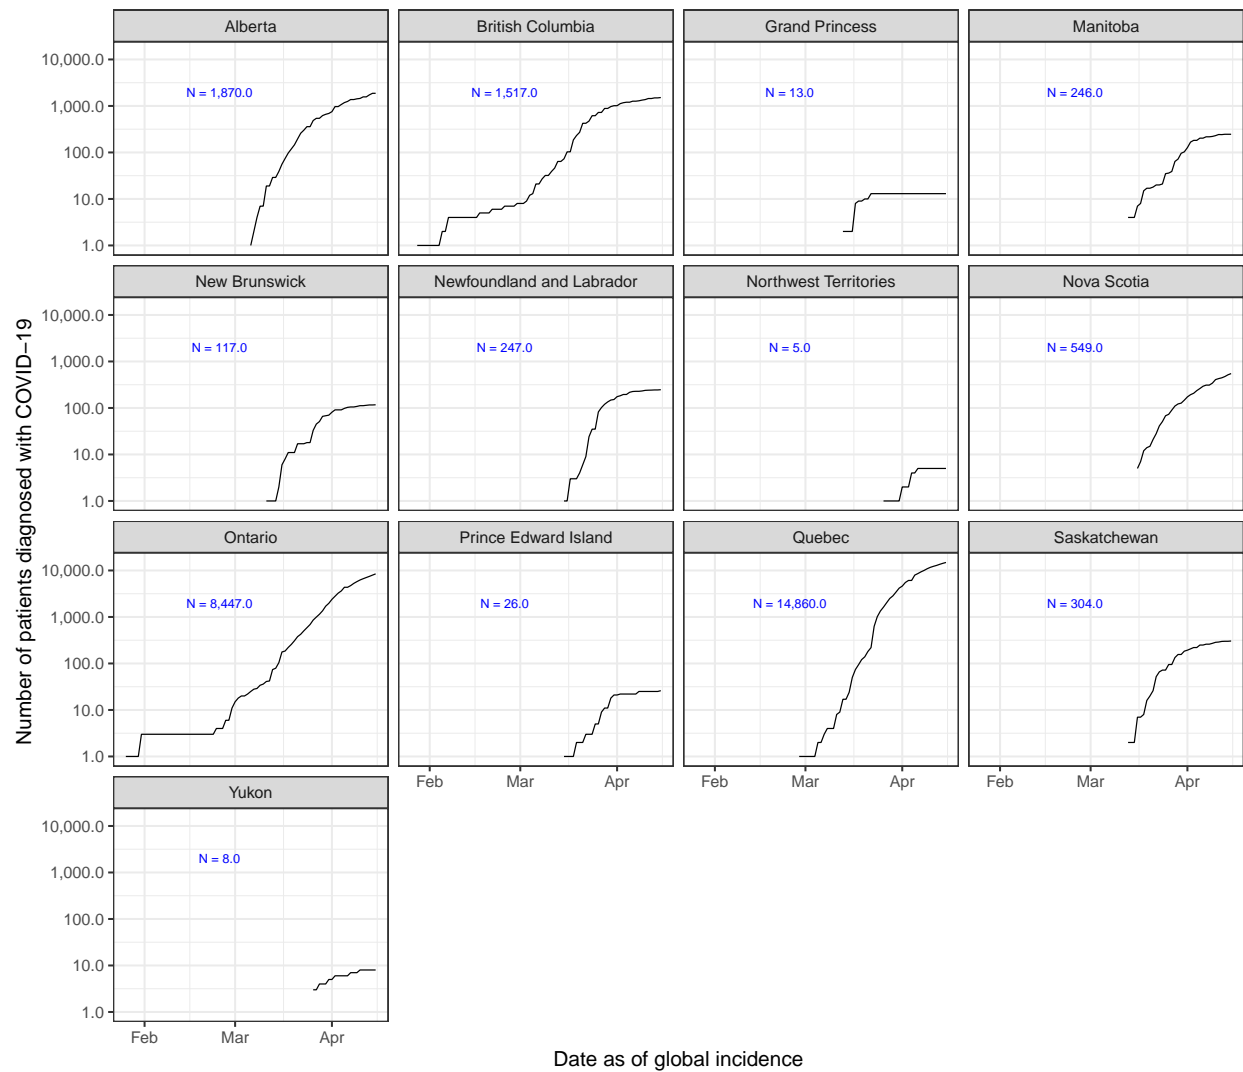 Alberta
British Columbia
Grand Princess
Manitoba
10,000.0
1,000.0
100.0
10.0
1.0
N = 1,870.0
N = 1,517.0
N = 13.0
N = 246.0
New Brunswick
Newfoundland and Labrador
Northwest Territories
Nova Scotia
10,000.0
1,000.0
100.0
10.0
1.0
N = 117.0
N = 247.0
N = 5.0
N = 549.0
Ontario
Prince Edward Island
Quebec
Saskatchewan
10,000.0
1,000.0
100.0
10.0
1.0
N = 8,447.0
N = 26.0
N = 14,860.0
N = 304.0
Feb Mar Apr
Feb Mar Apr
Feb Mar Apr
Yukon
10,000.0
1,000.0
100.0
10.0
1.0
N = 8.0
Feb Mar Apr
Number of patients diagnosed with COVID−19
Date as of global incidence